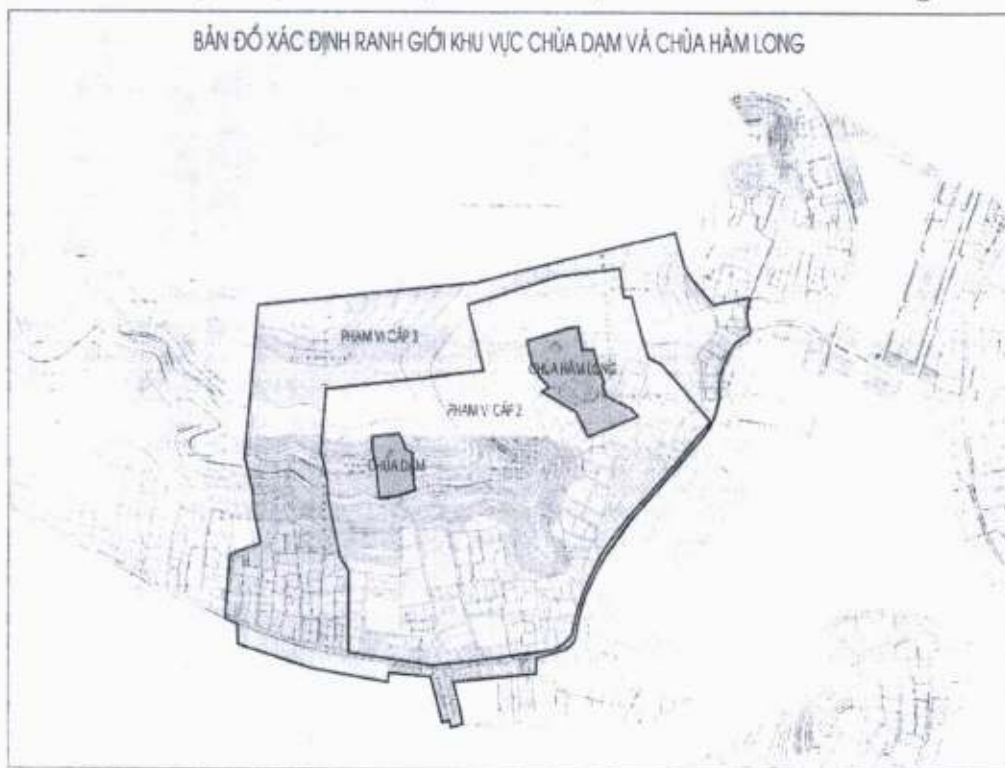 BẢN ĐỒ XÁC ĐỊNH RANH GIỚI KHU VỰC CHÙA DẠM VÀ CHÙA HÀM LONG
PHẠM VI CẤP 3
CHÙA HÀM LONG
PHẠM VI CẤP 2
CHÙA DẠM